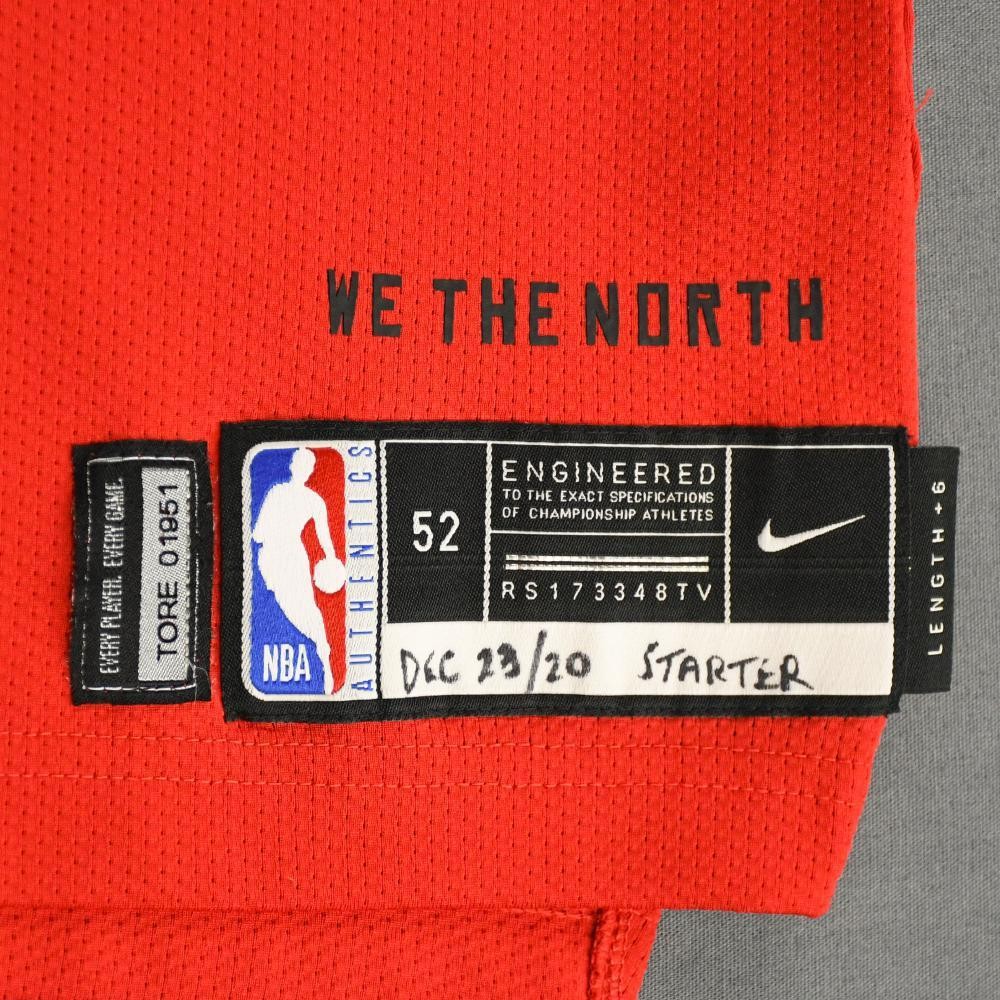 WE THE NORTH
EVERY PLAYER. EVERY GAME.
TORE 01951
NBA
AUTHENTICS
52
ENGINEERED
TO THE EXACT SPECIFICATIONS
OF CHAMPIONSHIP ATHLETES
RS173348TV
DEC 23/20 STARTER
LENGTH +6